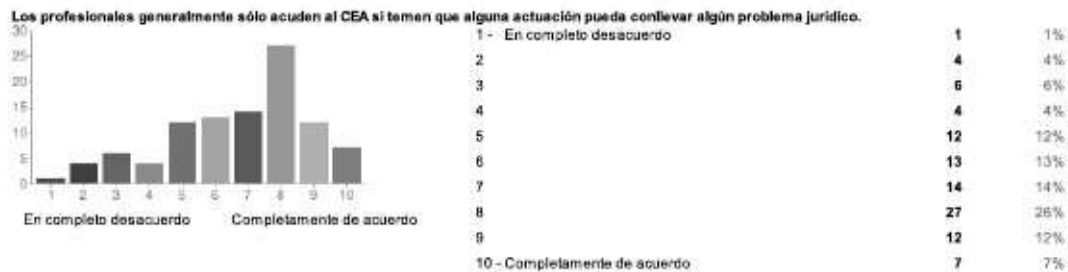 Los profesionales generalmente sólo acuden al CEA si temen que alguna actuación pueda conllevar algún problema jurídico.
30
25
20
15
10
5
0
1 2 3 4 5 6 7 8 9 10
En completo desacuerdo Completamente de acuerdo
1 - En completo desacuerdo 1 1%
2 4 4%
3 6 6%
4 4 4%
5 12 12%
6 13 13%
7 14 14%
8 27 26%
9 12 12%
10 - Completamente de acuerdo 7 7%